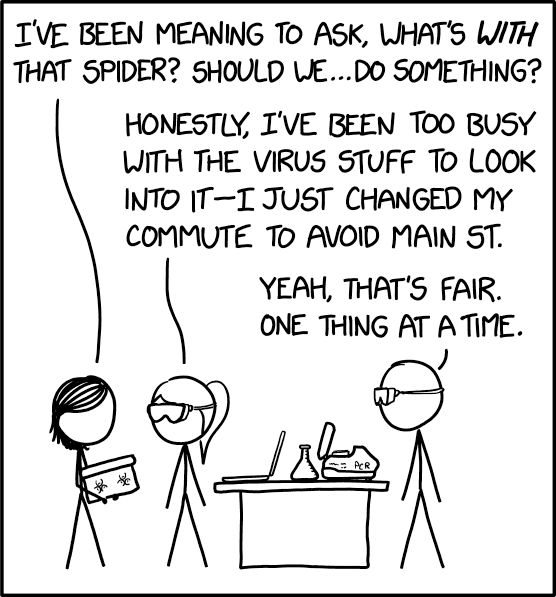 I'VE BEEN MEANING TO ASK, WHAT'S WITH
THAT SPIDER? SHOULD WE...DO SOMETHING?
HONESTLY, I'VE BEEN TOO BUSY
WITH THE VIRUS STUFF TO LOOK
INTO IT—I JUST CHANGED MY
COMMUTE TO AVOID MAIN ST.
YEAH, THAT'S FAIR.
ONE THING AT A TIME.
PCR